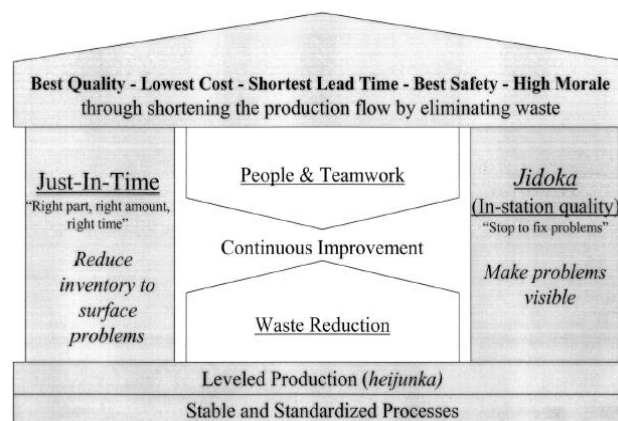 Best Quality - Lowest Cost - Shortest Lead Time - Best Safety - High Morale
through shortening the production flow by eliminating waste
Just-In-Time
“Right part, right amount,
right time”
Reduce
inventory to
surface
problems
People & Teamwork
Continuous Improvement
Waste Reduction
Jidoka
(In-station quality)
“Stop to fix problems”
Make problems
visible
Leveled Production (heijunka)
Stable and Standardized Processes